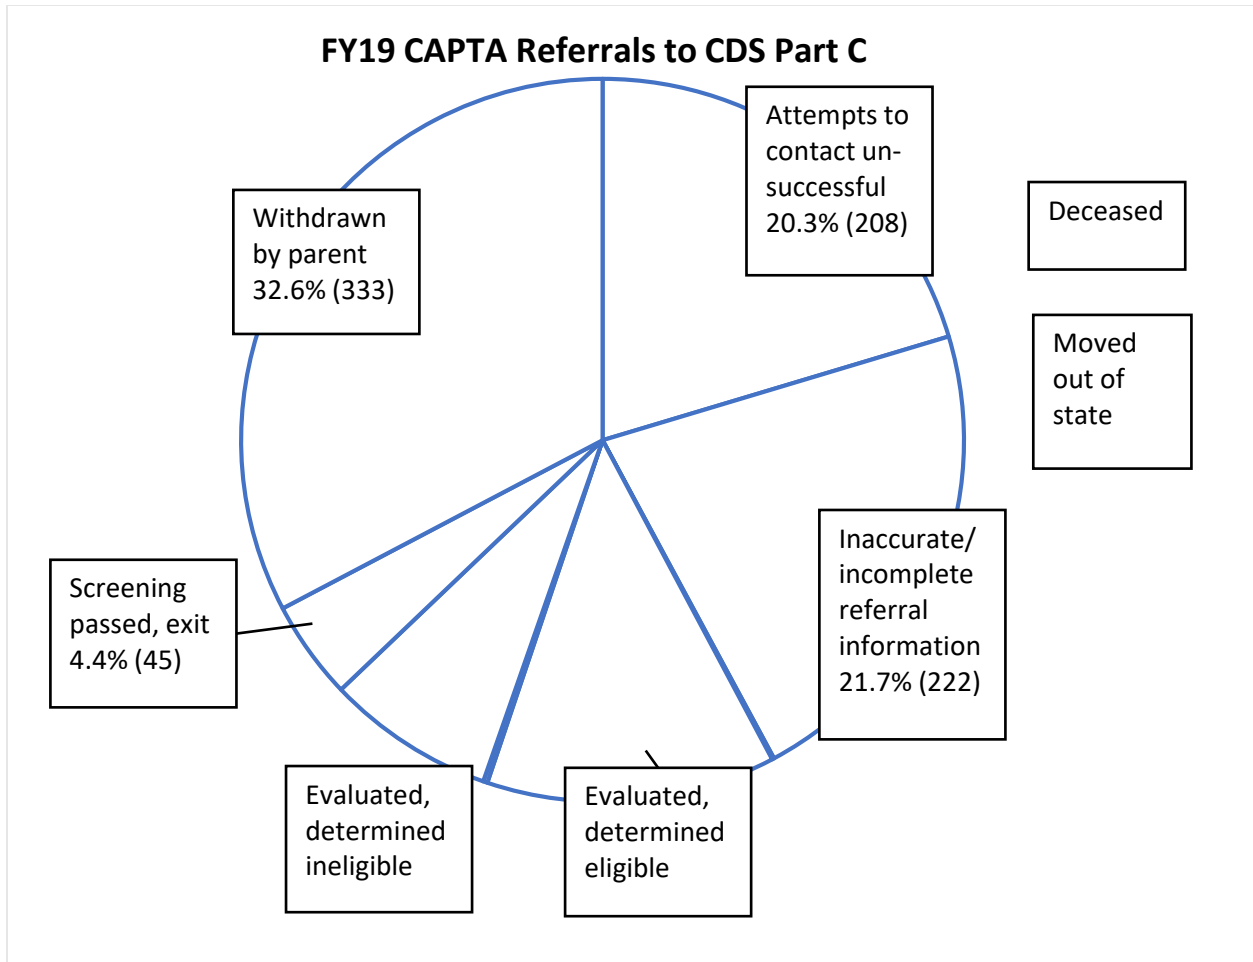 FY19 CAPTA Referrals to CDS Part C
Attempts to
contact un-
successful
20.3% (208)
Deceased
Withdrawn
by parent
32.6% (333)
Moved
out of
state
Inaccurate/
incomplete
referral
information
21.7% (222)
Screening
passed, exit
4.4% (45)
Evaluated,
determined
ineligible
Evaluated,
determined
eligible